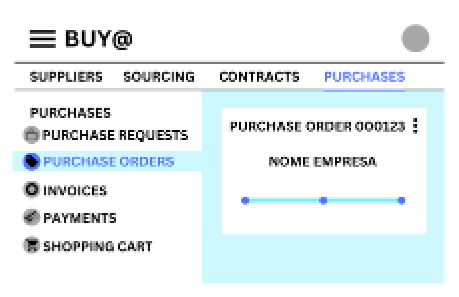 BUY@
SUPPLIERS SOURCING CONTRACTS PURCHASES
PURCHASES
PURCHASE REQUESTS
PURCHASE ORDERS
INVOICES
PAYMENTS
SHOPPING CART
PURCHASE ORDER 000123
NOME EMPRESA